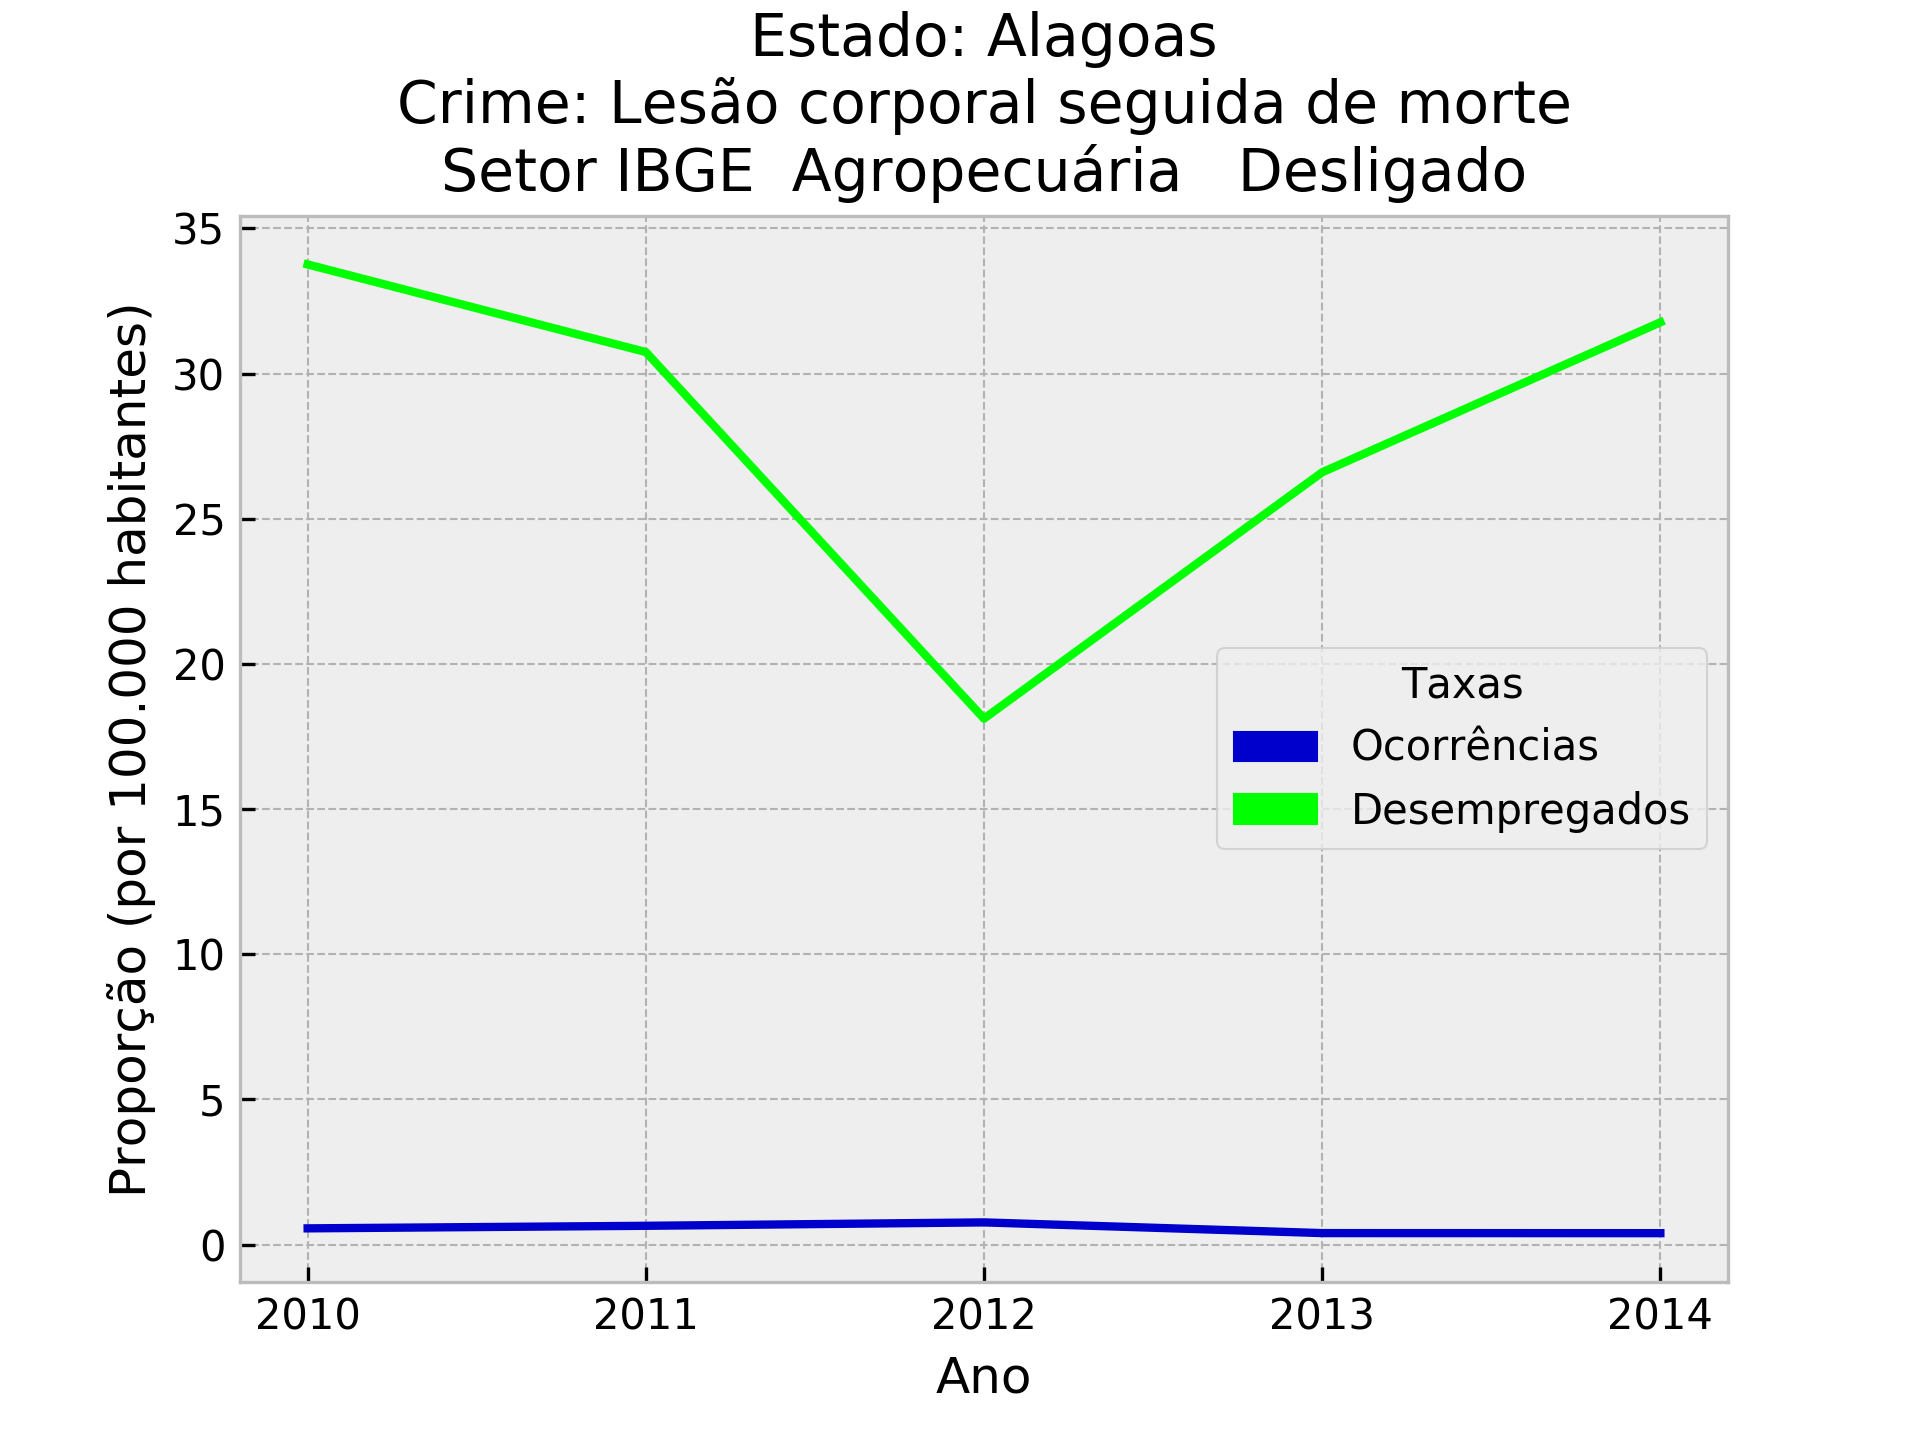 Estado: Alagoas
Crime: Lesão corporal seguida de morte
Setor IBGE  Agropecuária   Desligado
Proporção (por 100.000 habitantes)
35
30
25
20
15
10
5
0
Taxas
Ocorrências
Desempregados
2010 2011 2012 2013 2014
Ano